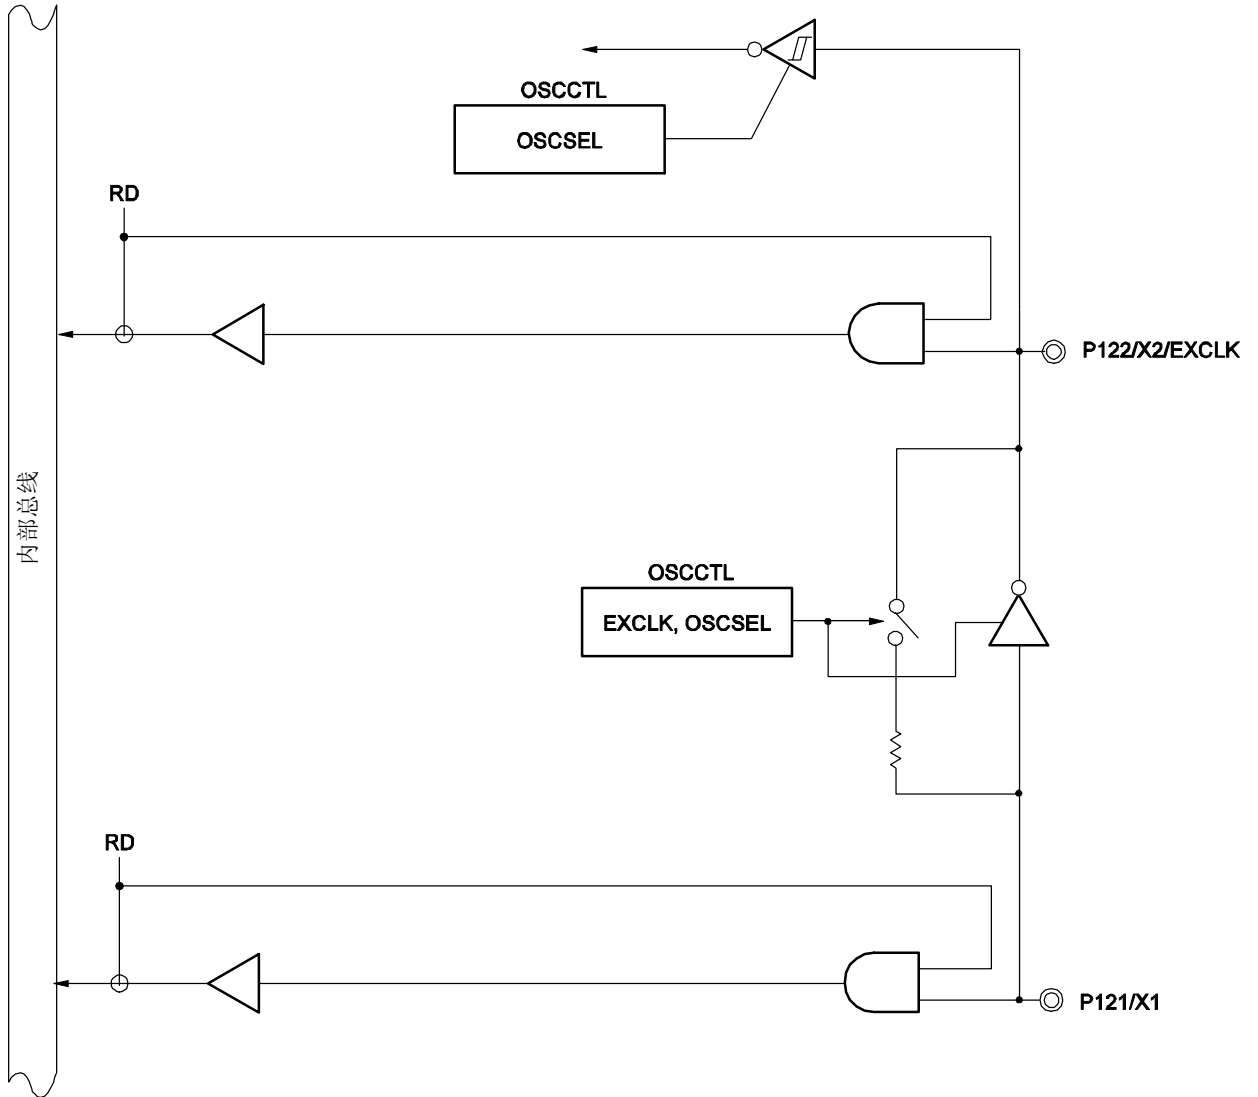 OSCCTL
OSCSEL
RD
P122/X2/EXCLK
内部总线
OSCCTL
EXCLK, OSCSEL
RD
P121/X1